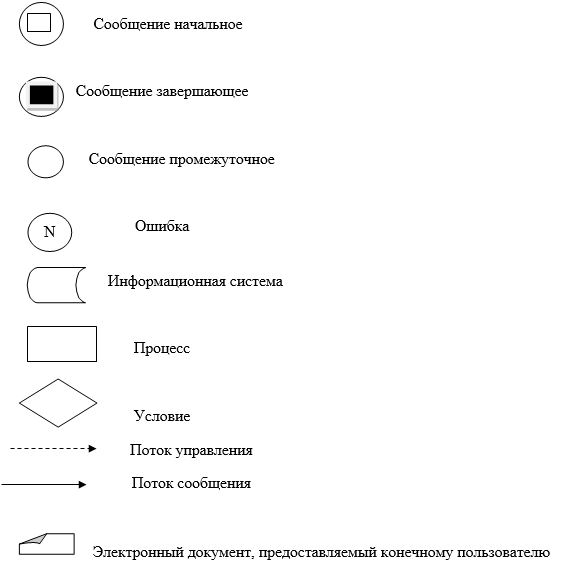 Сообщение начальное
Сообщение завершающее
Сообщение промежуточное
N
Ошибка
Информационная система
Процесс
Условие
Поток управления
Поток сообщения
Электронный документ, предоставляемый конечному пользователю